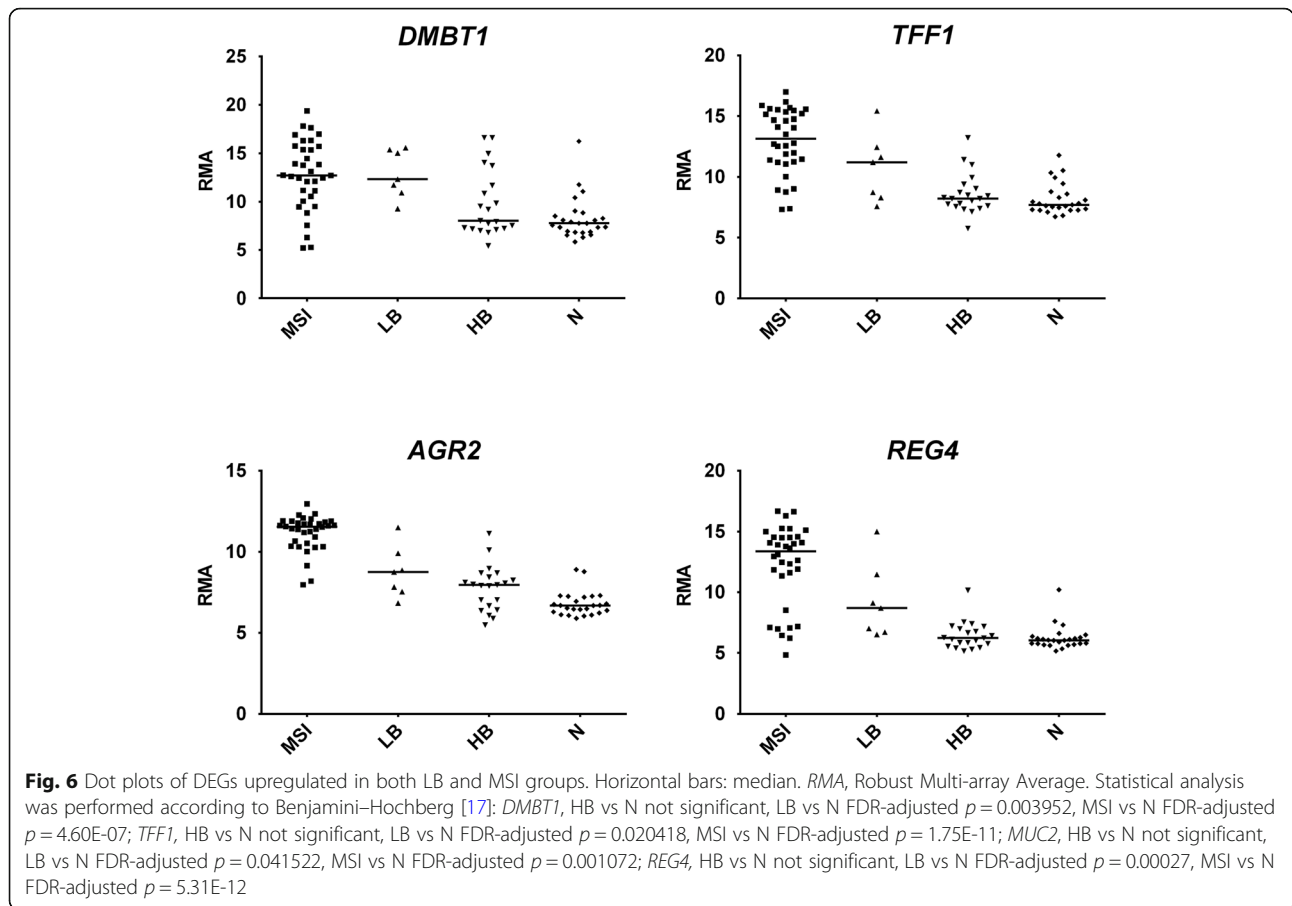 DMBT1
25
20
15
10
5
0
RMA
MSI
LB
HB
N
TFF1
20
15
10
5
0
RMA
MSI
LB
HB
N
AGR2
15
10
5
0
RMA
MSI
LB
HB
N
REG4
20
15
10
5
0
RMA
MSI
LB
HB
N
Fig. 6 Dot plots of DEGs upregulated in both LB and MSI groups. Horizontal bars: median. RMA, Robust Multi-array Average. Statistical analysis
was performed according to Benjamini–Hochberg [17]: DMBT1, HB vs N not significant, LB vs N FDR-adjusted p = 0.003952, MSI vs N FDR-adjusted
p = 4.60E-07; TFF1, HB vs N not significant, LB vs N FDR-adjusted p = 0.020418, MSI vs N FDR-adjusted p = 1.75E-11; MUC2, HB vs N not significant,
LB vs N FDR-adjusted p = 0.041522, MSI vs N FDR-adjusted p = 0.001072; REG4, HB vs N not significant, LB vs N FDR-adjusted p = 0.00027, MSI vs N
FDR-adjusted p = 5.31E-12